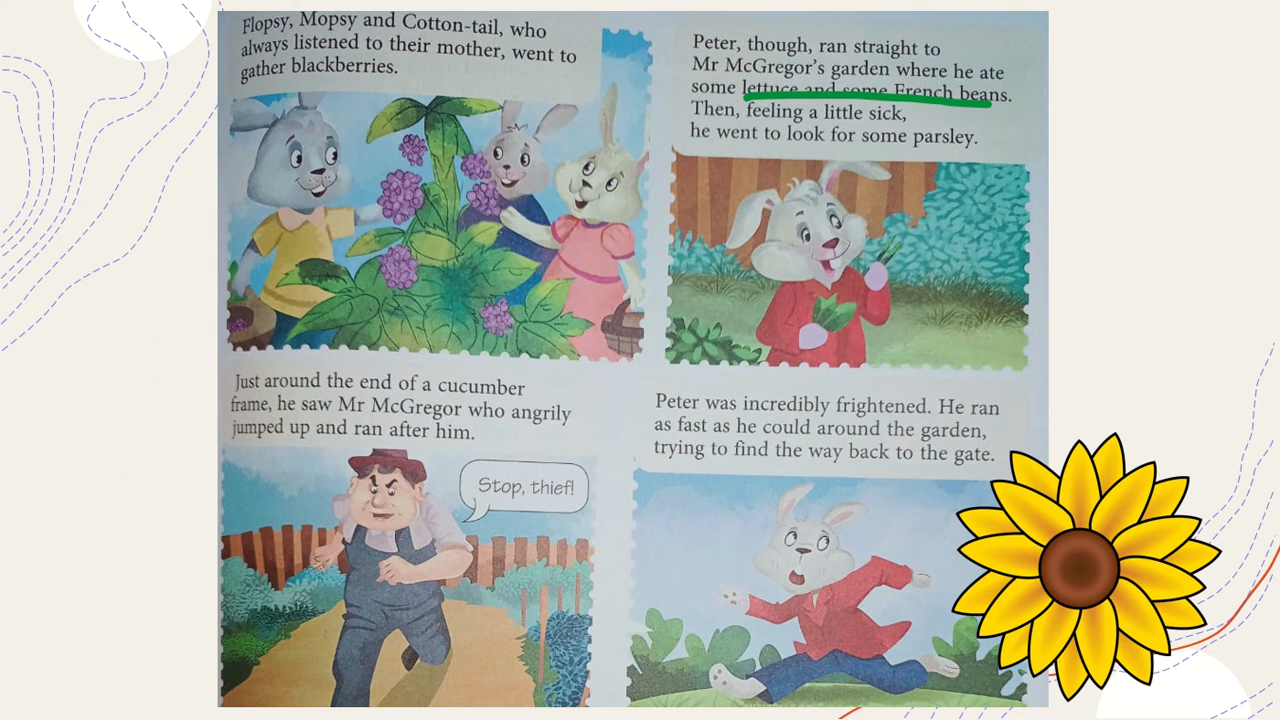 Flopsy, Mopsy and Cotton-tail, who
always listened to their mother, went to
gather blackberries.
Peter, though, ran straight to
Mr McGregor's garden where he ate
some lettuce and some French beans.
Then, feeling a little sick,
he went to look for some parsley.
Just around the end of a cucumber
frame, he saw Mr McGregor who angrily
jumped up and ran after him.
Stop, thief!
Peter was incredibly frightened. He ran
as fast as he could around the garden,
trying to find the way back to the gate.